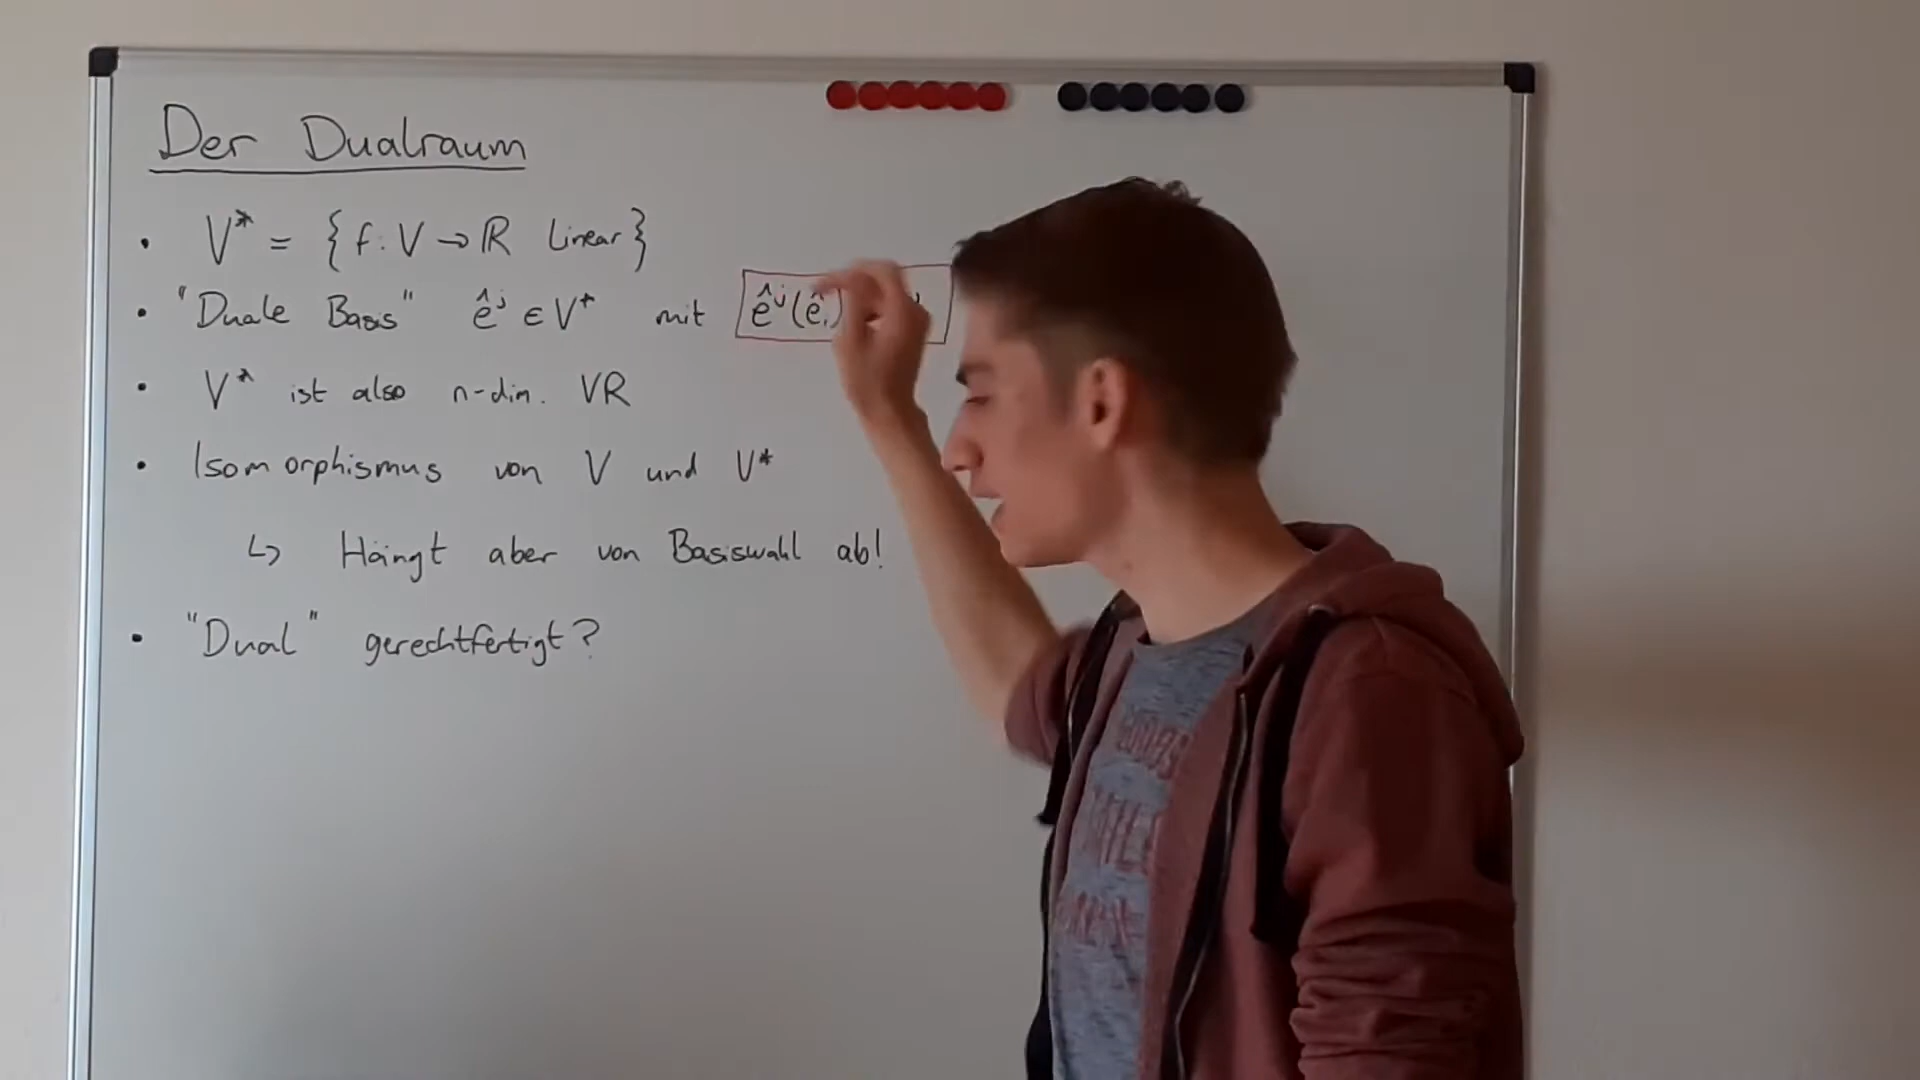 Der Dualraum
• V* = {f: V → ℝ Linear}
• "Duale Basis" ê^j ∈ V* mit ê^j(ê_i)
• V* ist also n-dim. VR
• Isomorphismus von V und V*
↳ Hängt aber von Basiswahl ab!
• "Dual" gerechtfertigt?